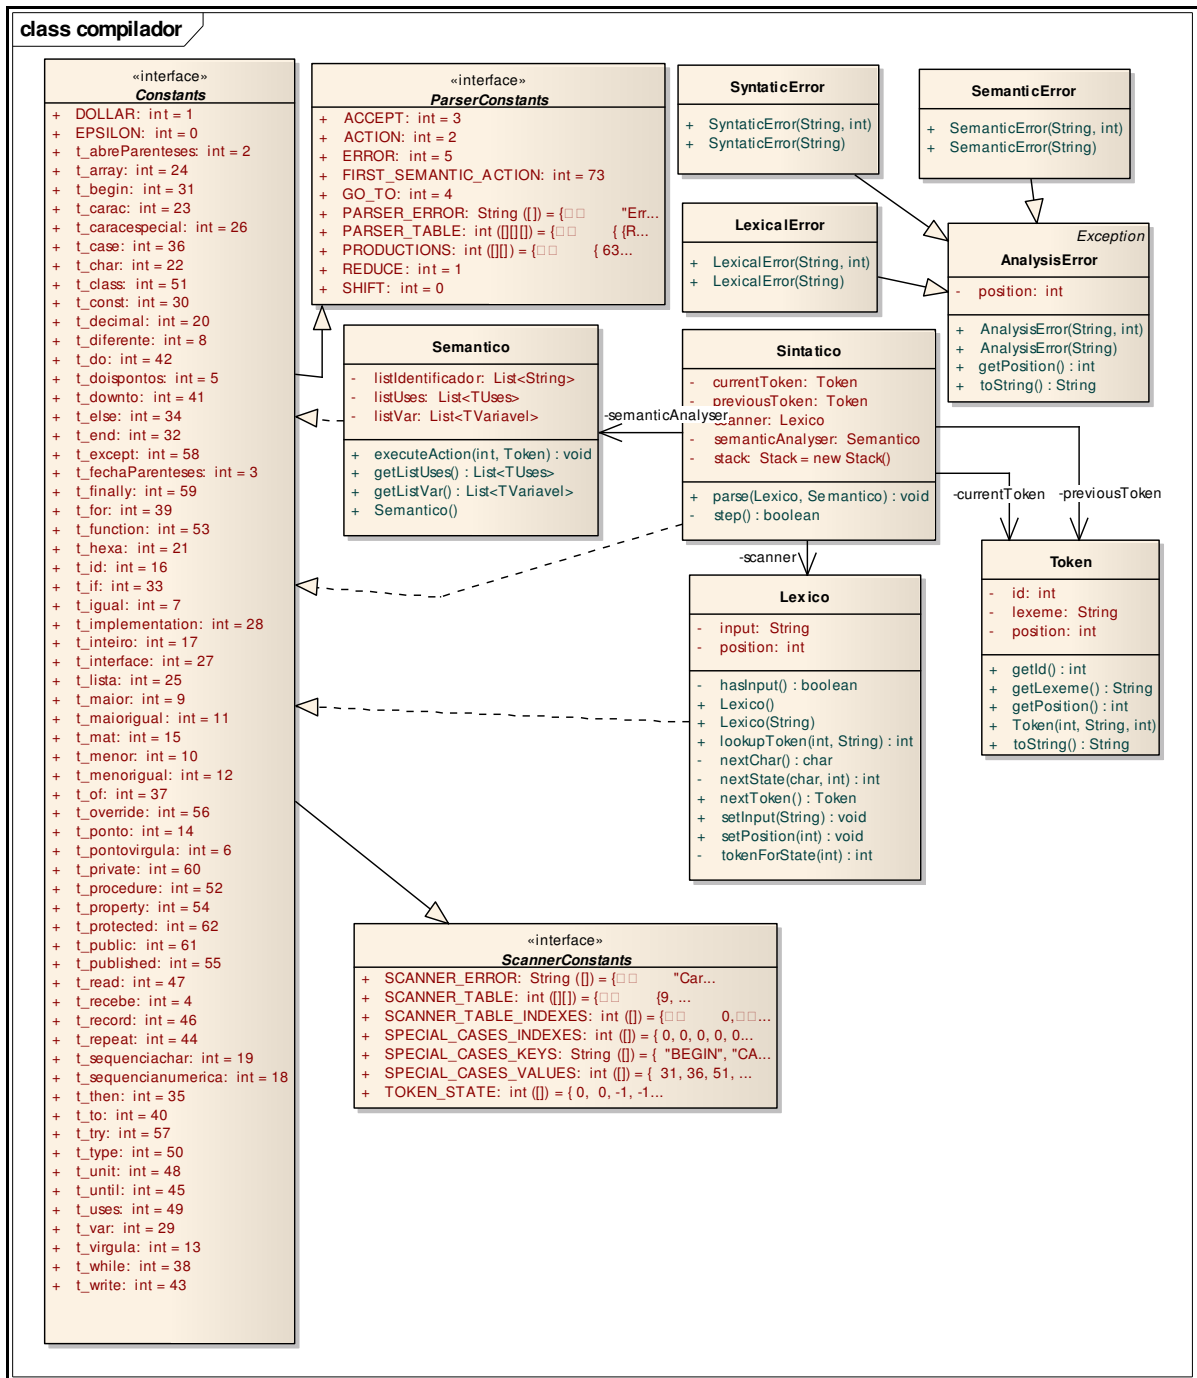 class compilador
«interface»
Constants
+ DOLLAR: int = 1
+ EPSILON: int = 0
+ t_abreParenteses: int = 2
+ t_array: int = 24
+ t_begin: int = 31
+ t_carac: int = 23
+ t_caracespecial: int = 26
+ t_case: int = 36
+ t_char: int = 22
+ t_class: int = 51
+ t_const: int = 30
+ t_decimal: int = 20
+ t_diferente: int = 8
+ t_do: int = 42
+ t_doispontos: int = 5
+ t_downto: int = 41
+ t_else: int = 34
+ t_end: int = 32
+ t_except: int = 58
+ t_fechaParenteses: int = 3
+ t_finally: int = 59
+ t_for: int = 39
+ t_function: int = 53
+ t_hexa: int = 21
+ t_id: int = 16
+ t_if: int = 33
+ t_igual: int = 7
+ t_implementation: int = 28
+ t_inteiro: int = 17
+ t_interface: int = 27
+ t_lista: int = 25
+ t_maior: int = 9
+ t_maiorigual: int = 11
+ t_mat: int = 15
+ t_menor: int = 10
+ t_menorigual: int = 12
+ t_of: int = 37
+ t_override: int = 56
+ t_ponto: int = 14
+ t_pontovirgula: int = 6
+ t_private: int = 60
+ t_procedure: int = 52
+ t_property: int = 54
+ t_protected: int = 62
+ t_public: int = 61
+ t_published: int = 55
+ t_read: int = 47
+ t_recebe: int = 4
+ t_record: int = 46
+ t_repeat: int = 44
+ t_sequenciachar: int = 19
+ t_sequencianumerica: int = 18
+ t_then: int = 35
+ t_to: int = 40
+ t_try: int = 57
+ t_type: int = 50
+ t_unit: int = 48
+ t_until: int = 45
+ t_uses: int = 49
+ t_var: int = 29
+ t_virgula: int = 13
+ t_while: int = 38
+ t_write: int = 43
«interface»
ParserConstants
+ ACCEPT: int = 3
+ ACTION: int = 2
+ ERROR: int = 5
+ FIRST_SEMANTIC_ACTION: int = 73
+ GO_TO: int = 4
+ PARSER_ERROR: String ([]) = {□□ "Err...
+ PARSER_TABLE: int ([][][]) = {□□ { {R...
+ PRODUCTIONS: int ([][]) = {□□ { 63...
+ REDUCE: int = 1
+ SHIFT: int = 0
SyntaticError
+ SyntaticError(String, int)
+ SyntaticError(String)
SemanticError
+ SemanticError(String, int)
+ SemanticError(String)
LexicalError
+ LexicalError(String, int)
+ LexicalError(String)
Exception
AnalysisError
- position: int
+ AnalysisError(String, int)
+ AnalysisError(String)
+ getPosition() : int
+ toString() : String
Semantico
- listIdentificador: List<String>
- listUses: List<TUses>
- listVar: List<TVariavel>
+ executeAction(int, Token) : void
+ getListUses() : List<TUses>
+ getListVar() : List<TVariavel>
+ Semantico()
-semanticAnalyser
Sintatico
- currentToken: Token
- previousToken: Token
scanner: Lexico
- semanticAnalyser: Semantico
- stack: Stack = new Stack()
+ parse(Lexico, Semantico) : void
- step() : boolean
-currentToken
-previousToken
-scanner
Token
- id: int
- lexeme: String
- position: int
+ getId() : int
+ getLexeme() : String
+ getPosition() : int
+ Token(int, String, int)
+ toString() : String
Lexico
- input: String
- position: int
- hasInput() : boolean
+ Lexico()
+ Lexico(String)
+ lookupToken(int, String) : int
- nextChar() : char
- nextState(char, int) : int
+ nextToken() : Token
+ setInput(String) : void
+ setPosition(int) : void
- tokenForState(int) : int
«interface»
ScannerConstants
+ SCANNER_ERROR: String ([]) = {□□ "Car...
+ SCANNER_TABLE: int ([][]) = {□□ {9, ...
+ SCANNER_TABLE_INDEXES: int ([]) = {□□ 0,□□...
+ SPECIAL_CASES_INDEXES: int ([]) = { 0, 0, 0, 0, 0...
+ SPECIAL_CASES_KEYS: String ([]) = { "BEGIN", "CA...
+ SPECIAL_CASES_VALUES: int ([]) = { 31, 36, 51, ...
+ TOKEN_STATE: int ([]) = { 0, 0, -1, -1...